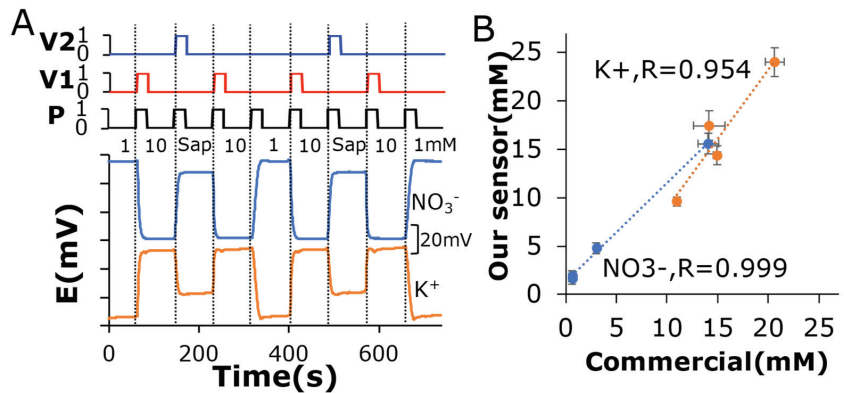 A
V2 1
0
V1 1
0
P 1
0
1 10 Sap 10 1 10 Sap 10 1mM
NO₃⁻
20mV
K⁺
E(mV)
0 200 400 600
Time(s)
B
25
20
15
10
5
0
Our sensor(mM)
K+,R=0.954
NO3-,R=0.999
0 5 10 15 20 25
Commercial(mM)